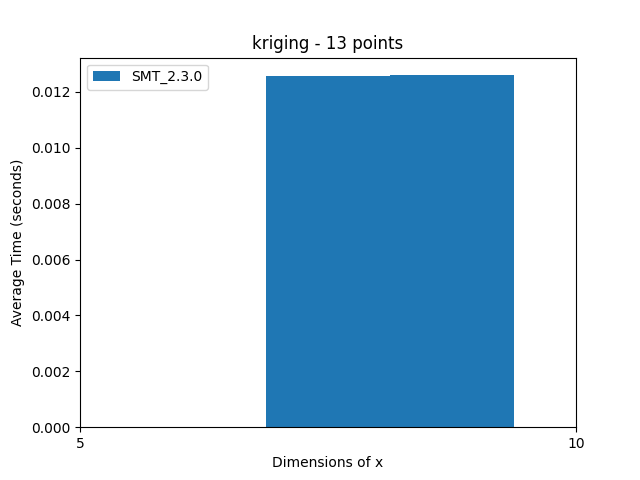 kriging - 13 points
SMT_2.3.0
0.012
0.010
0.008
0.006
0.004
0.002
0.000
Average Time (seconds)
5
10
Dimensions of x